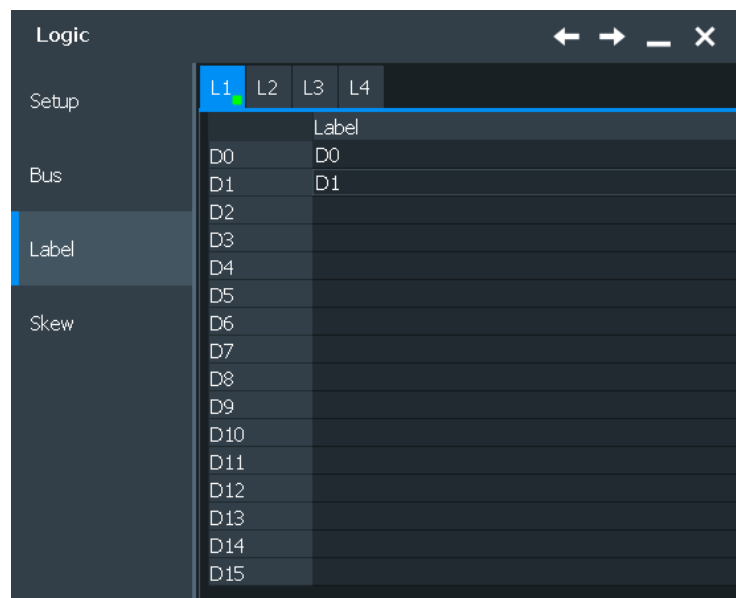 Logic
Setup
Bus
Label
Skew
L1 L2 L3 L4
Label
D0 D0
D1 D1
D2
D3
D4
D5
D6
D7
D8
D9
D10
D11
D12
D13
D14
D15